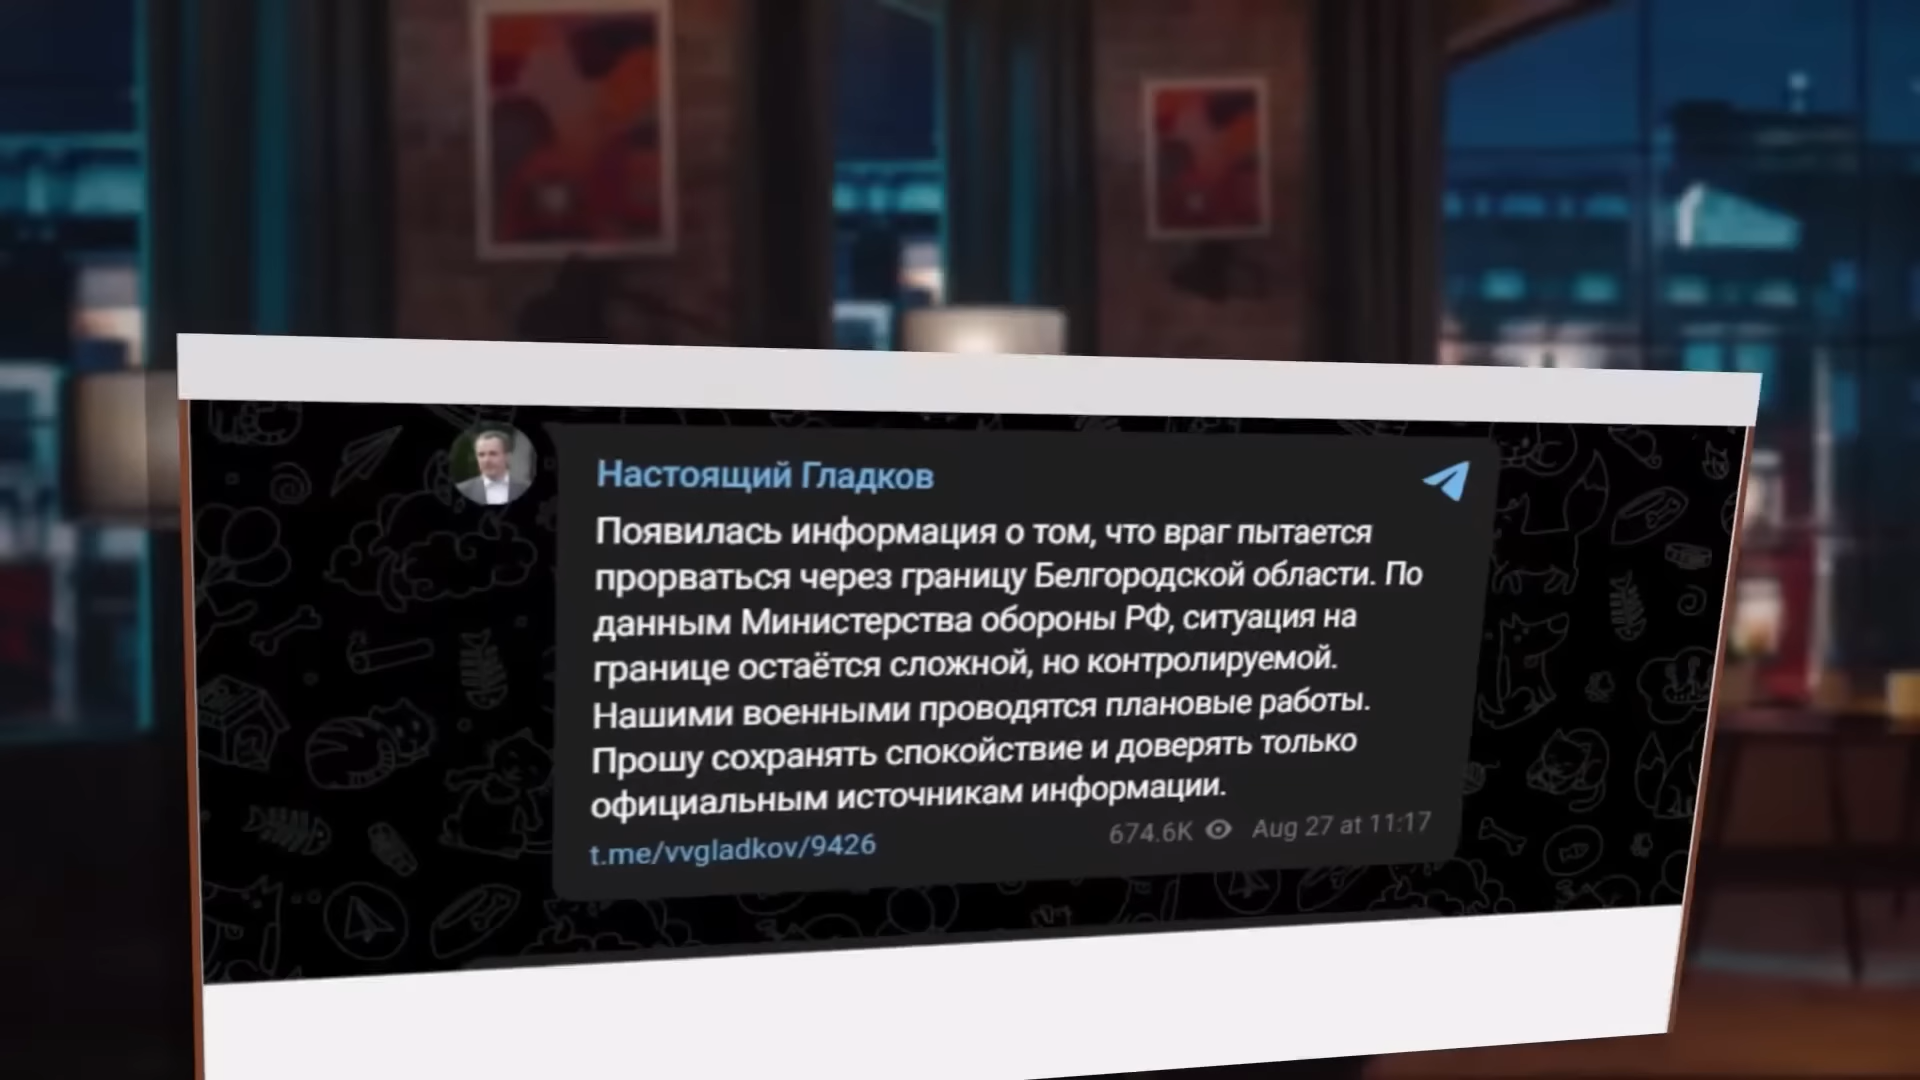 Настоящий Гладков
Появилась информация о том, что враг пытается
прорваться через границу Белгородской области. По
данным Министерства обороны РФ, ситуация на
границе остаётся сложной, но контролируемой.
Нашими военными проводятся плановые работы.
Прошу сохранять спокойствие и доверять только
официальным источникам информации.
t.me/vvgladkov/9426
674.6K Aug 27 at 11:17